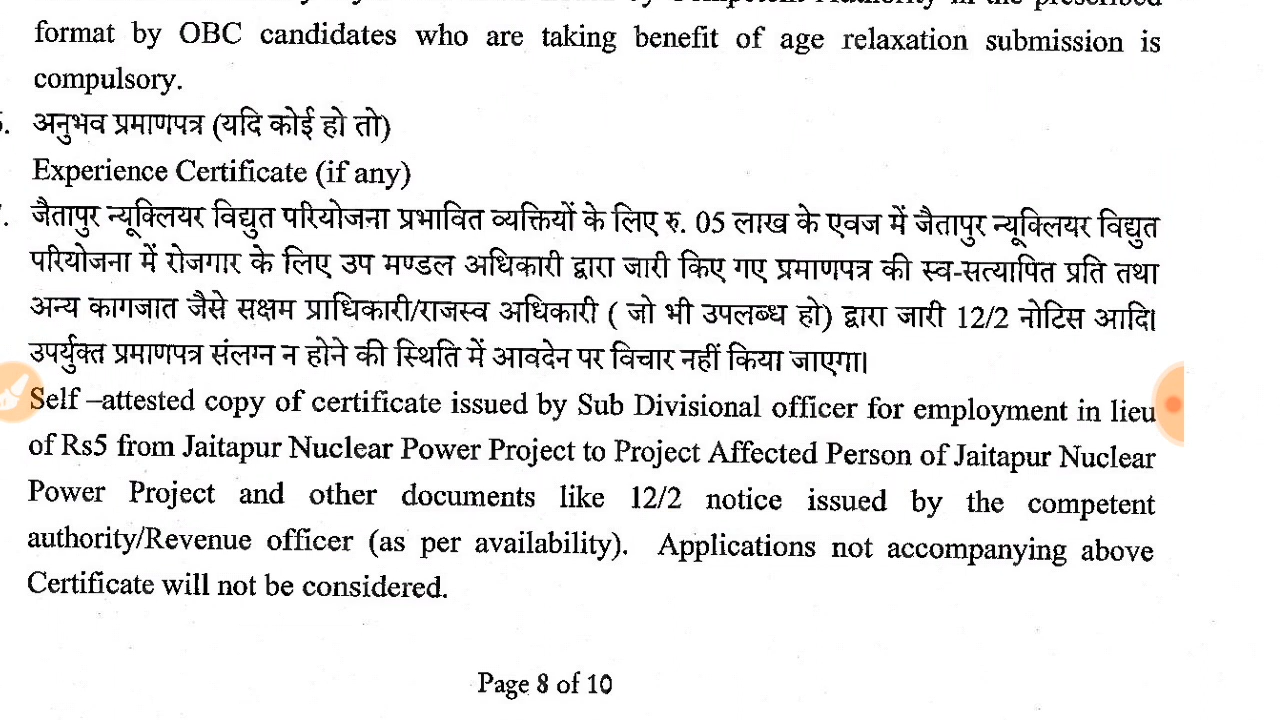 format by OBC candidates who are taking benefit of age relaxation submission is
compulsory.
अनुभव प्रमाणपत्र (यदि कोई हो तो)
Experience Certificate (if any)
जैतापुर न्यूक्लियर विद्युत परियोजना प्रभावित व्यक्तियों के लिए रु. 05 लाख के एवज में जैतापुर न्यूक्लियर विद्युत
परियोजना में रोजगार के लिए उप मण्डल अधिकारी द्वारा जारी किए गए प्रमाणपत्र की स्व-सत्यापित प्रति तथा
अन्य कागजात जैसे सक्षम प्राधिकारी/राजस्व अधिकारी ( जो भी उपलब्ध हो) द्वारा जारी 12/2 नोटिस आदि।
उपर्युक्त प्रमाणपत्र संलग्न न होने की स्थिति में आवदेन पर विचार नहीं किया जाएगा।
Self –attested copy of certificate issued by Sub Divisional officer for employment in lieu
of Rs5 from Jaitapur Nuclear Power Project to Project Affected Person of Jaitapur Nuclear
Power Project and other documents like 12/2 notice issued by the competent
authority/Revenue officer (as per availability). Applications not accompanying above
Certificate will not be considered.
Page 8 of 10